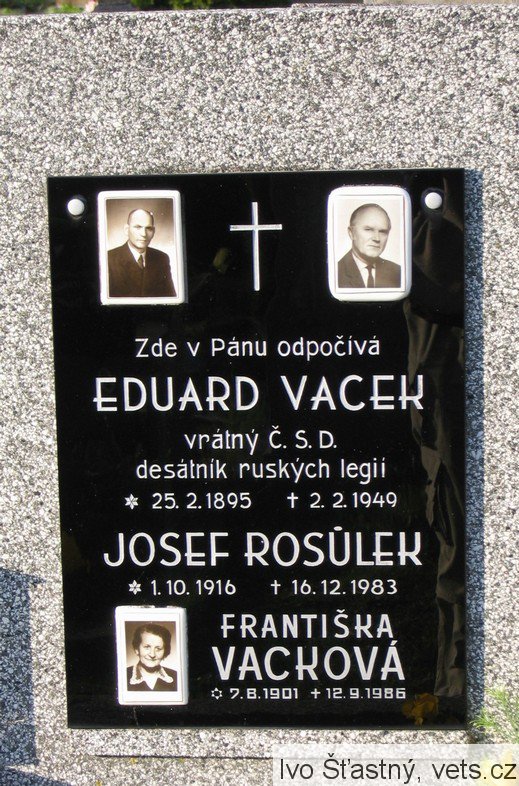 Zde v Pánu odpočívá
EDUARD VACEK
vrátný Č. S. D.
desátník ruských legií
✲ 25. 2. 1895 † 2. 2. 1949
JOSEF ROSŮLEK
✲ 1. 10. 1916 † 16. 12. 1983
FRANTIŠKA
VACKOVÁ
✡ 7. 8. 1901 † 12. 9. 1986
Ivo Šťastný, vets.cz